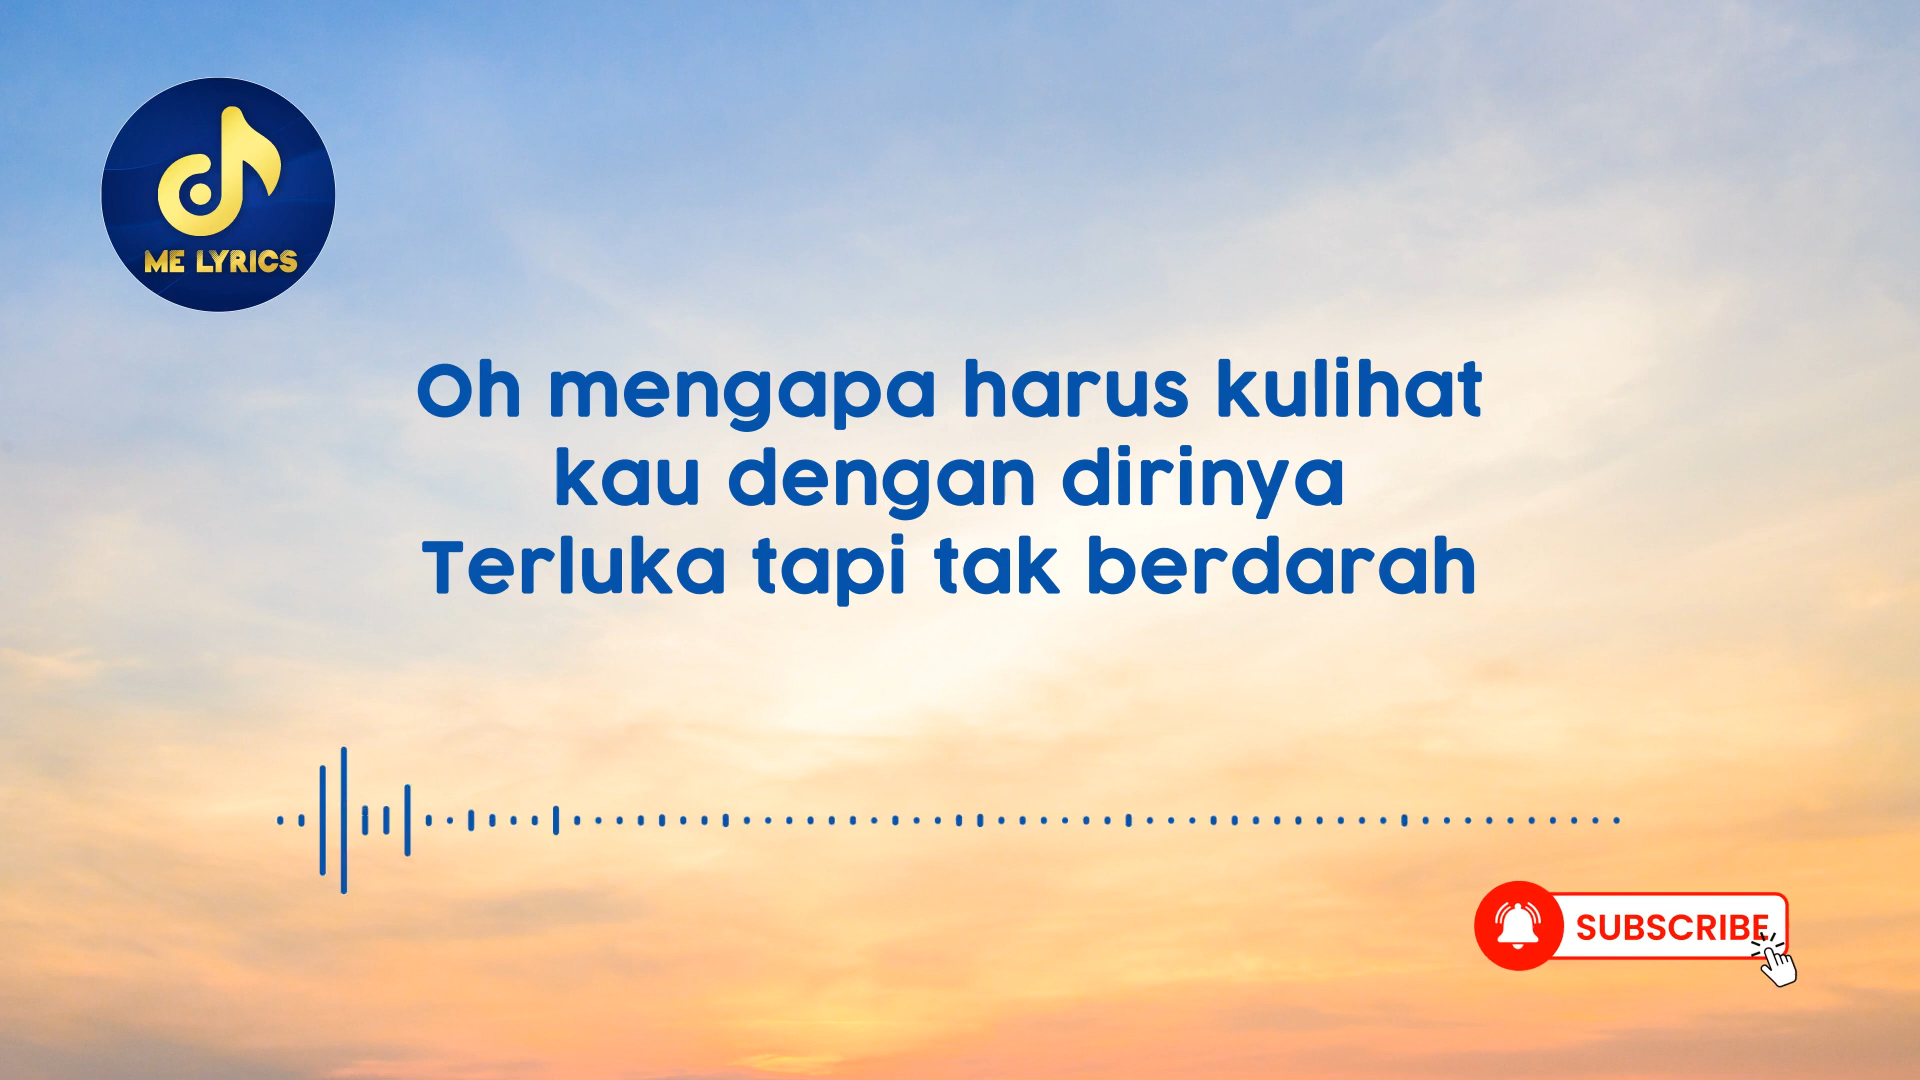 ME LYRICS
Oh mengapa harus kulihat
kau dengan dirinya
Terluka tapi tak berdarah
SUBSCRIBE